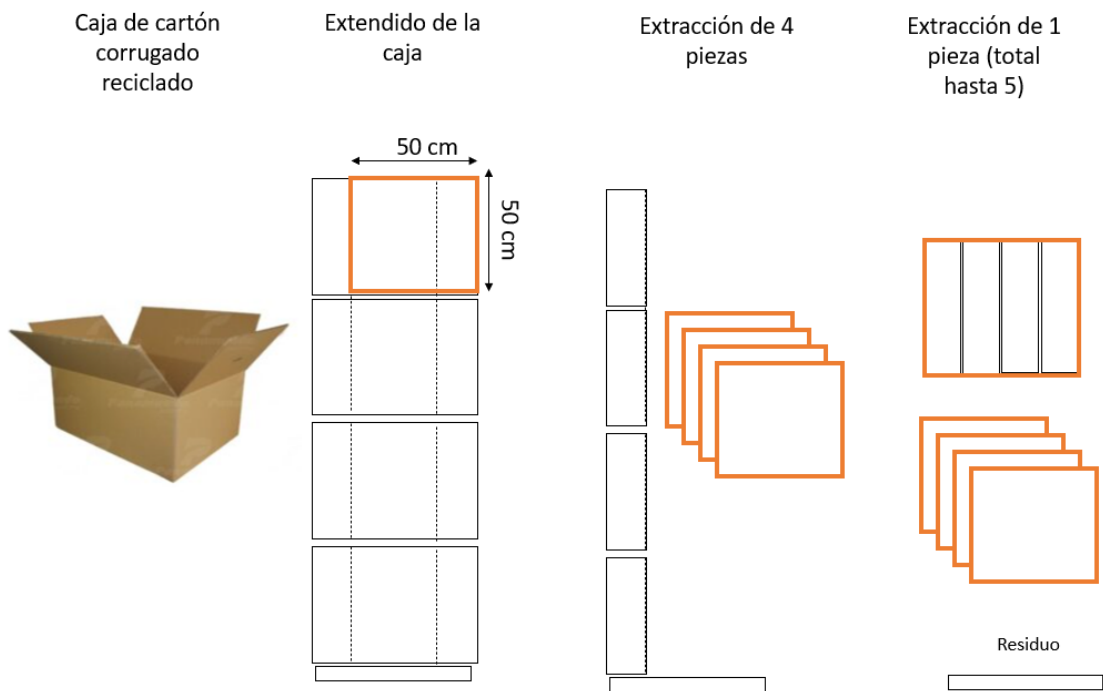 Caja de cartón
corrugado
reciclado
Extendido de la
caja
Extracción de 4
piezas
Extracción de 1
pieza (total
hasta 5)
50 cm
50 cm
Residuo